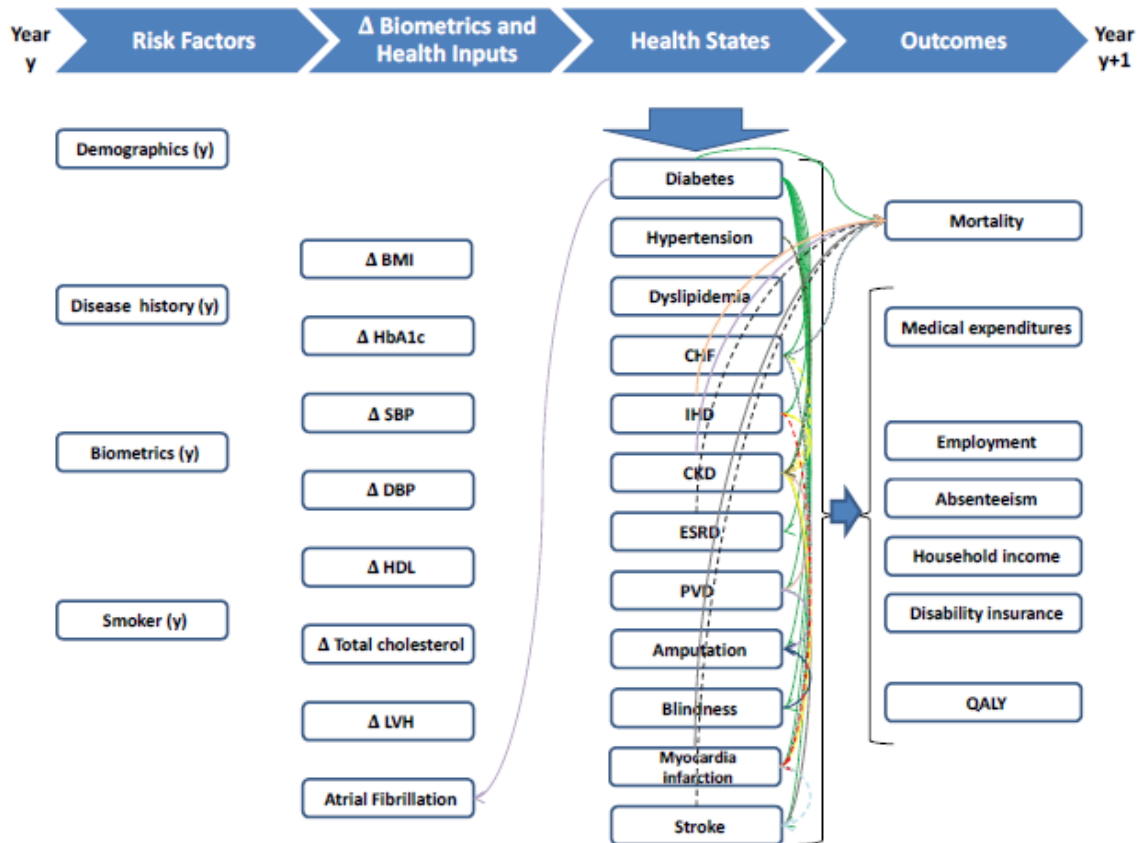 Year
y
Risk Factors
Δ Biometrics and
Health Inputs
Health States
Outcomes
Year
y+1
Demographics (y)
Disease history (y)
Biometrics (y)
Smoker (y)
Δ BMI
Δ HbA1c
Δ SBP
Δ DBP
Δ HDL
Δ Total cholesterol
Δ LVH
Atrial Fibrillation
Diabetes
Hypertension
Dyslipidemia
CHF
IHD
CKD
ESRD
PVD
Amputation
Blindness
Myocardia
infarction
Stroke
Mortality
Medical expenditures
Employment
Absenteeism
Household income
Disability insurance
QALY